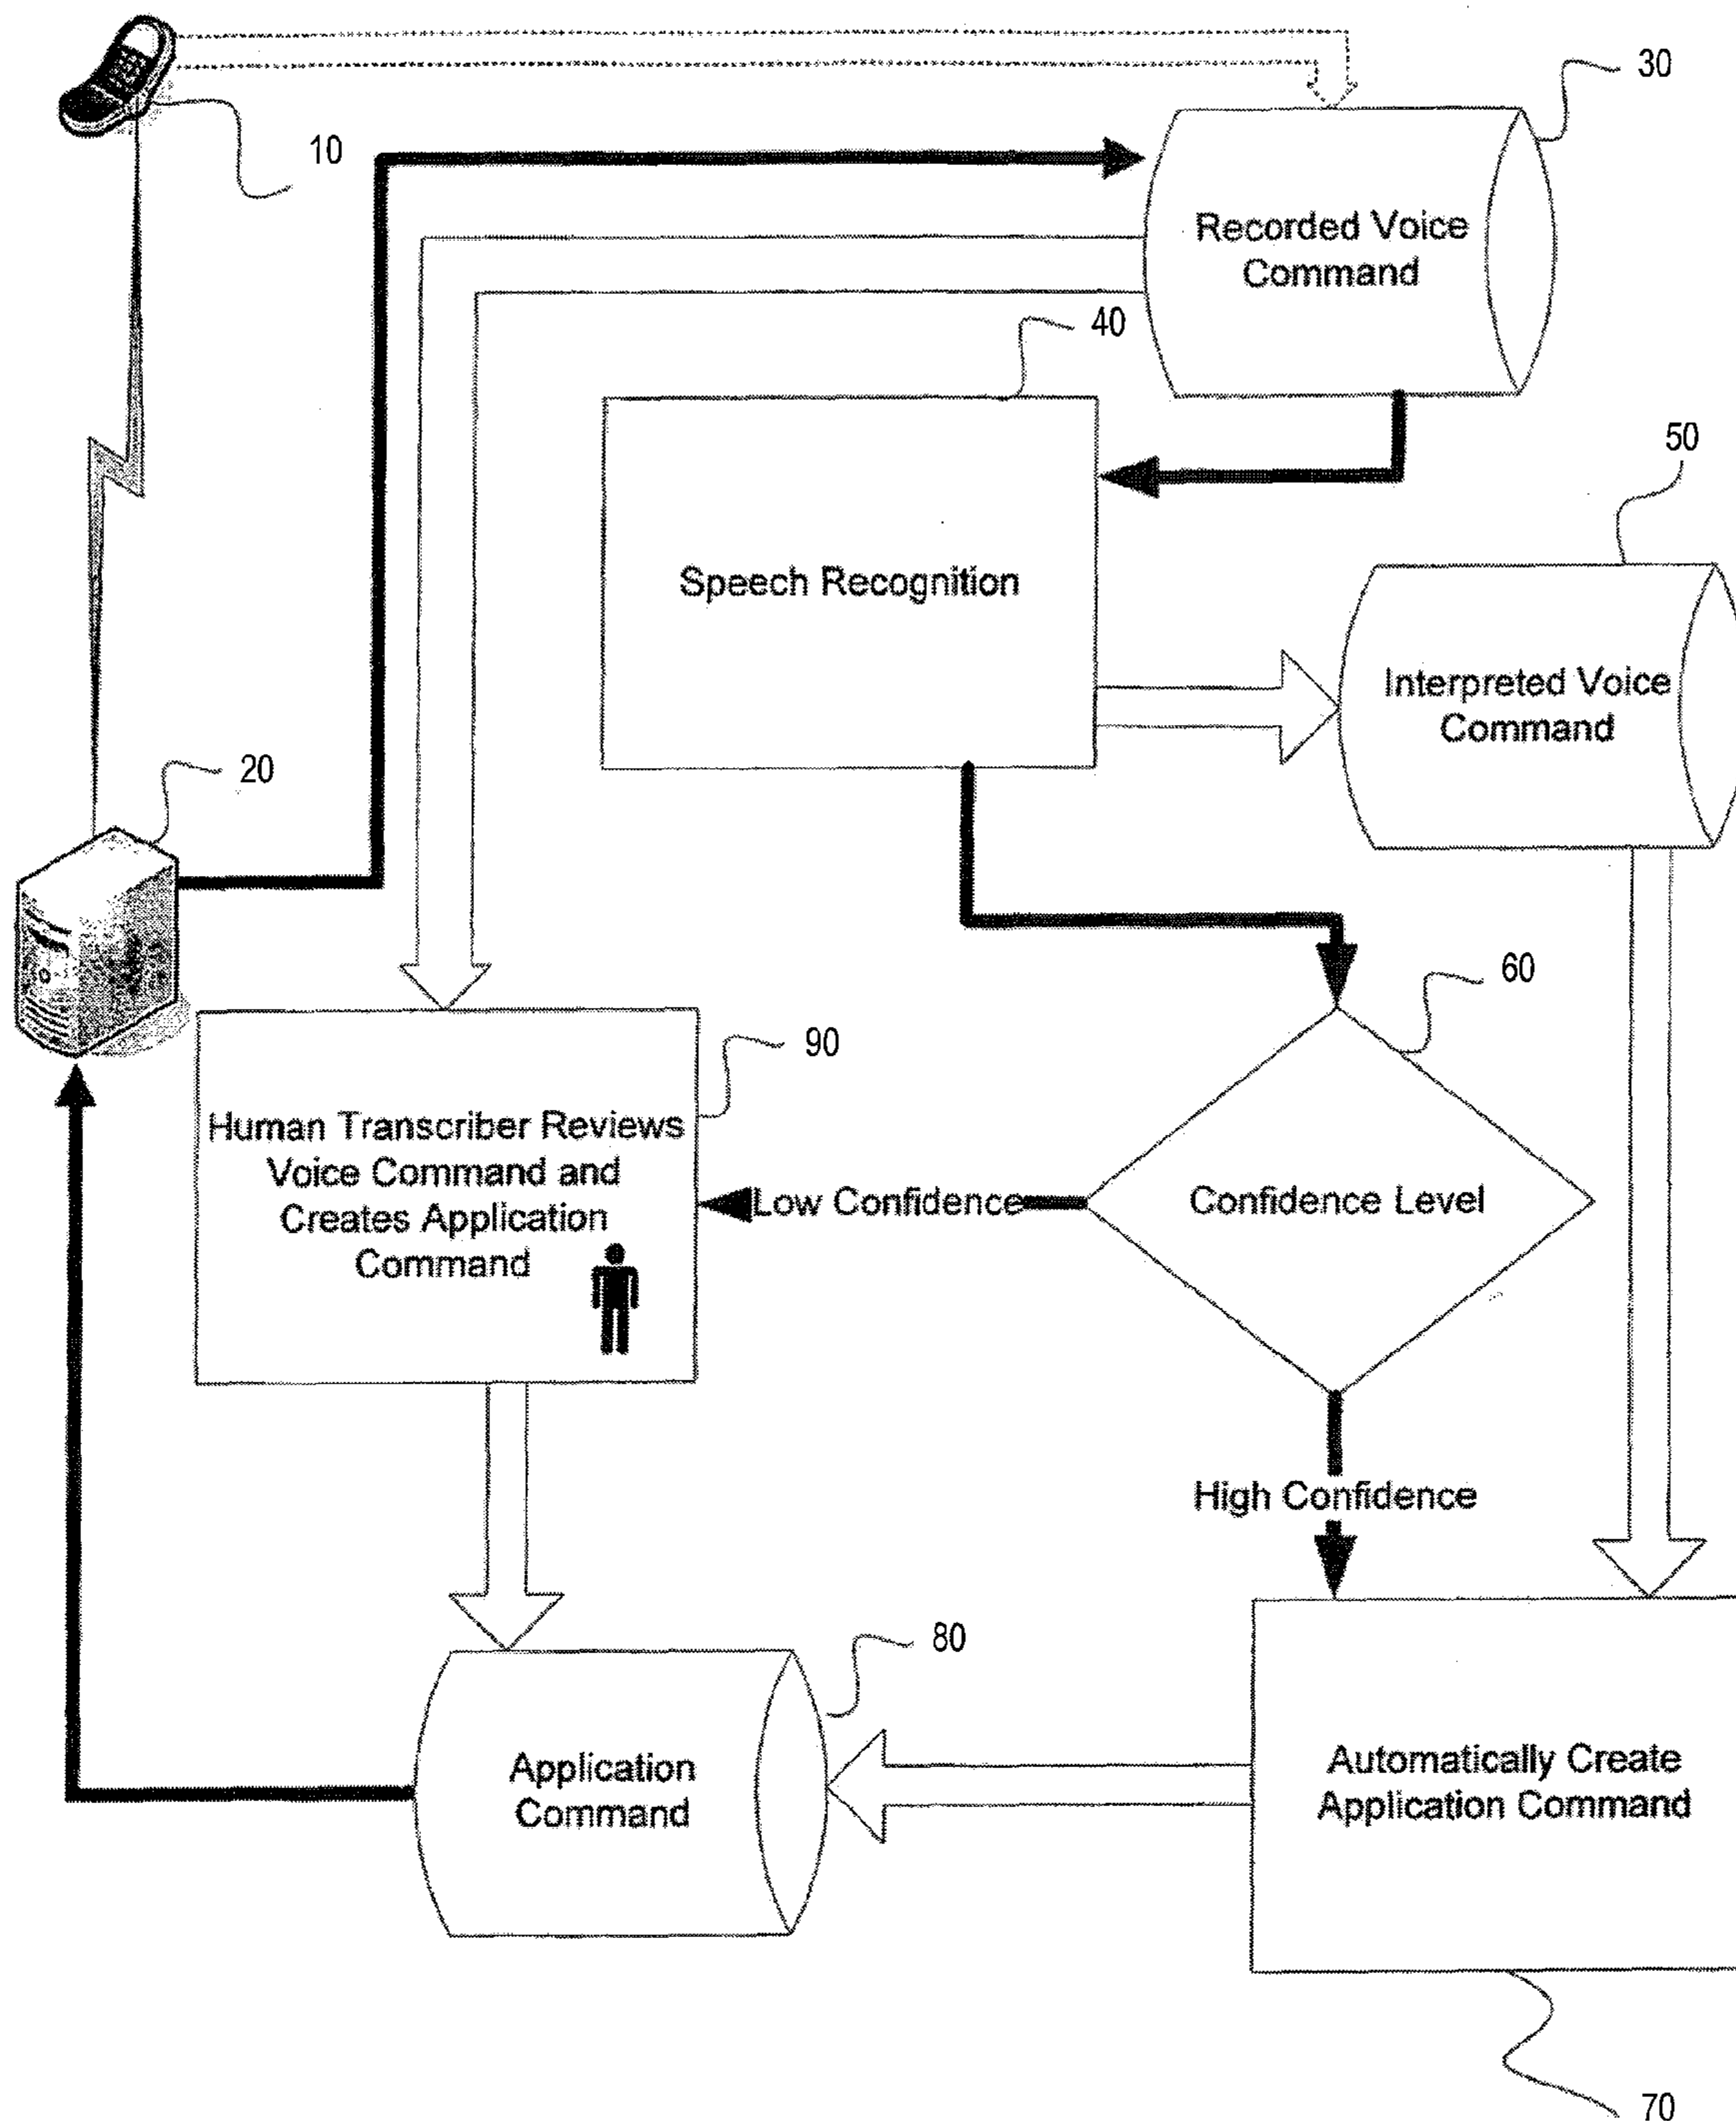 30
10
Recorded Voice
Command
40
50
Speech Recognition
Interpreted Voice
Command
20
60
90
Human Transcriber Reviews
Voice Command and
Creates Application
Command
Low Confidence
Confidence Level
High Confidence
80
Application
Command
Automatically Create
Application Command
70